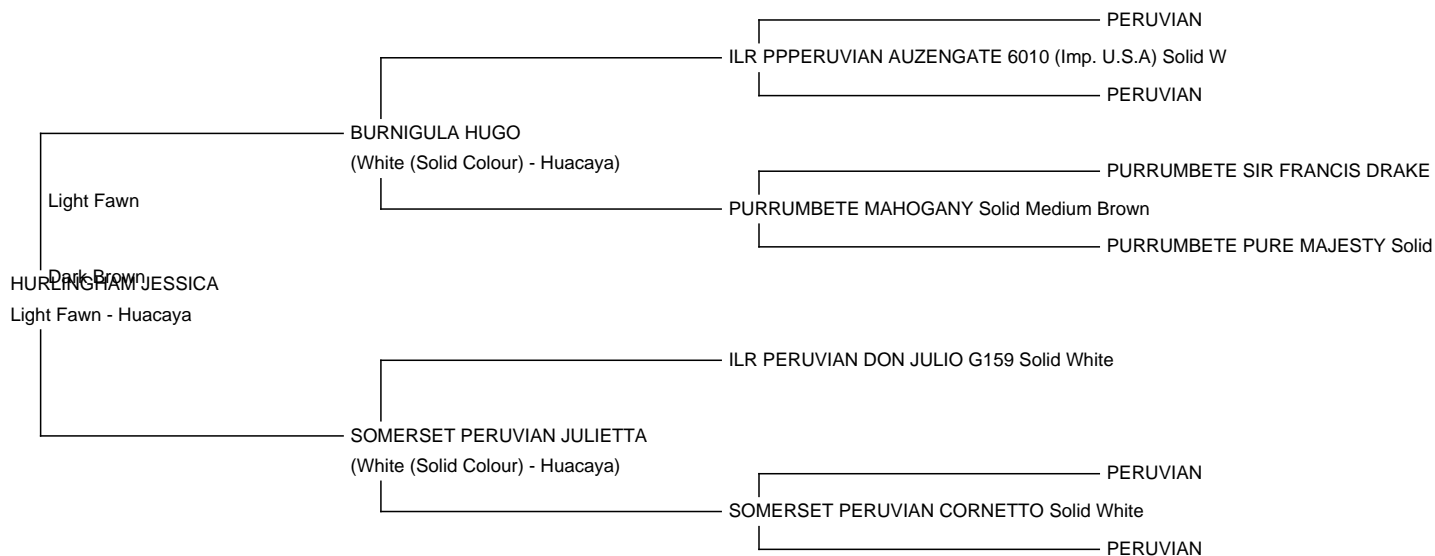 PERUVIAN
ILR PPPERUVIAN AUZENGATE 6010 (Imp. U.S.A) Solid W
PERUVIAN
BURNIGULA HUGO
(White (Solid Colour) - Huacaya)
PURRUMBETE SIR FRANCIS DRAKE
Light Fawn
PURRUMBETE MAHOGANY Solid Medium Brown
PURRUMBETE PURE MAJESTY Solid
Dark Brown
HURLINGHAM JESSICA
Light Fawn - Huacaya
ILR PERUVIAN DON JULIO G159 Solid White
SOMERSET PERUVIAN JULIETTA
(White (Solid Colour) - Huacaya)
PERUVIAN
SOMERSET PERUVIAN CORNETTO Solid White
PERUVIAN